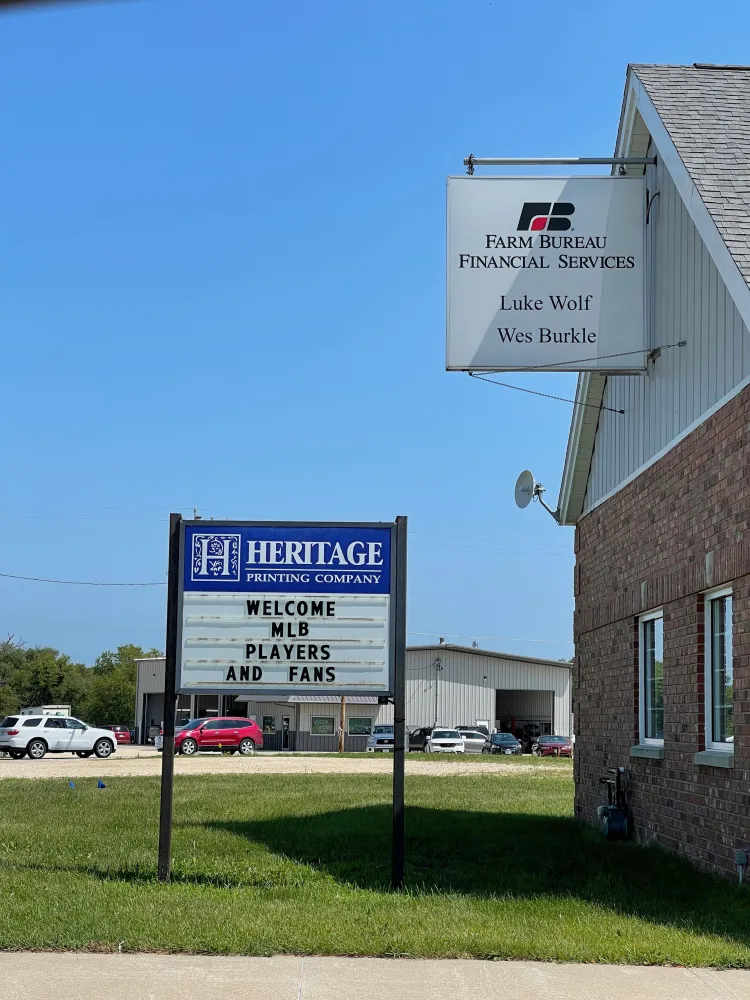 FB
FARM BUREAU
FINANCIAL SERVICES
Luke Wolf
Wes Burkle
H HERITAGE
PRINTING COMPANY
WELCOME
MLB
PLAYERS
AND FANS